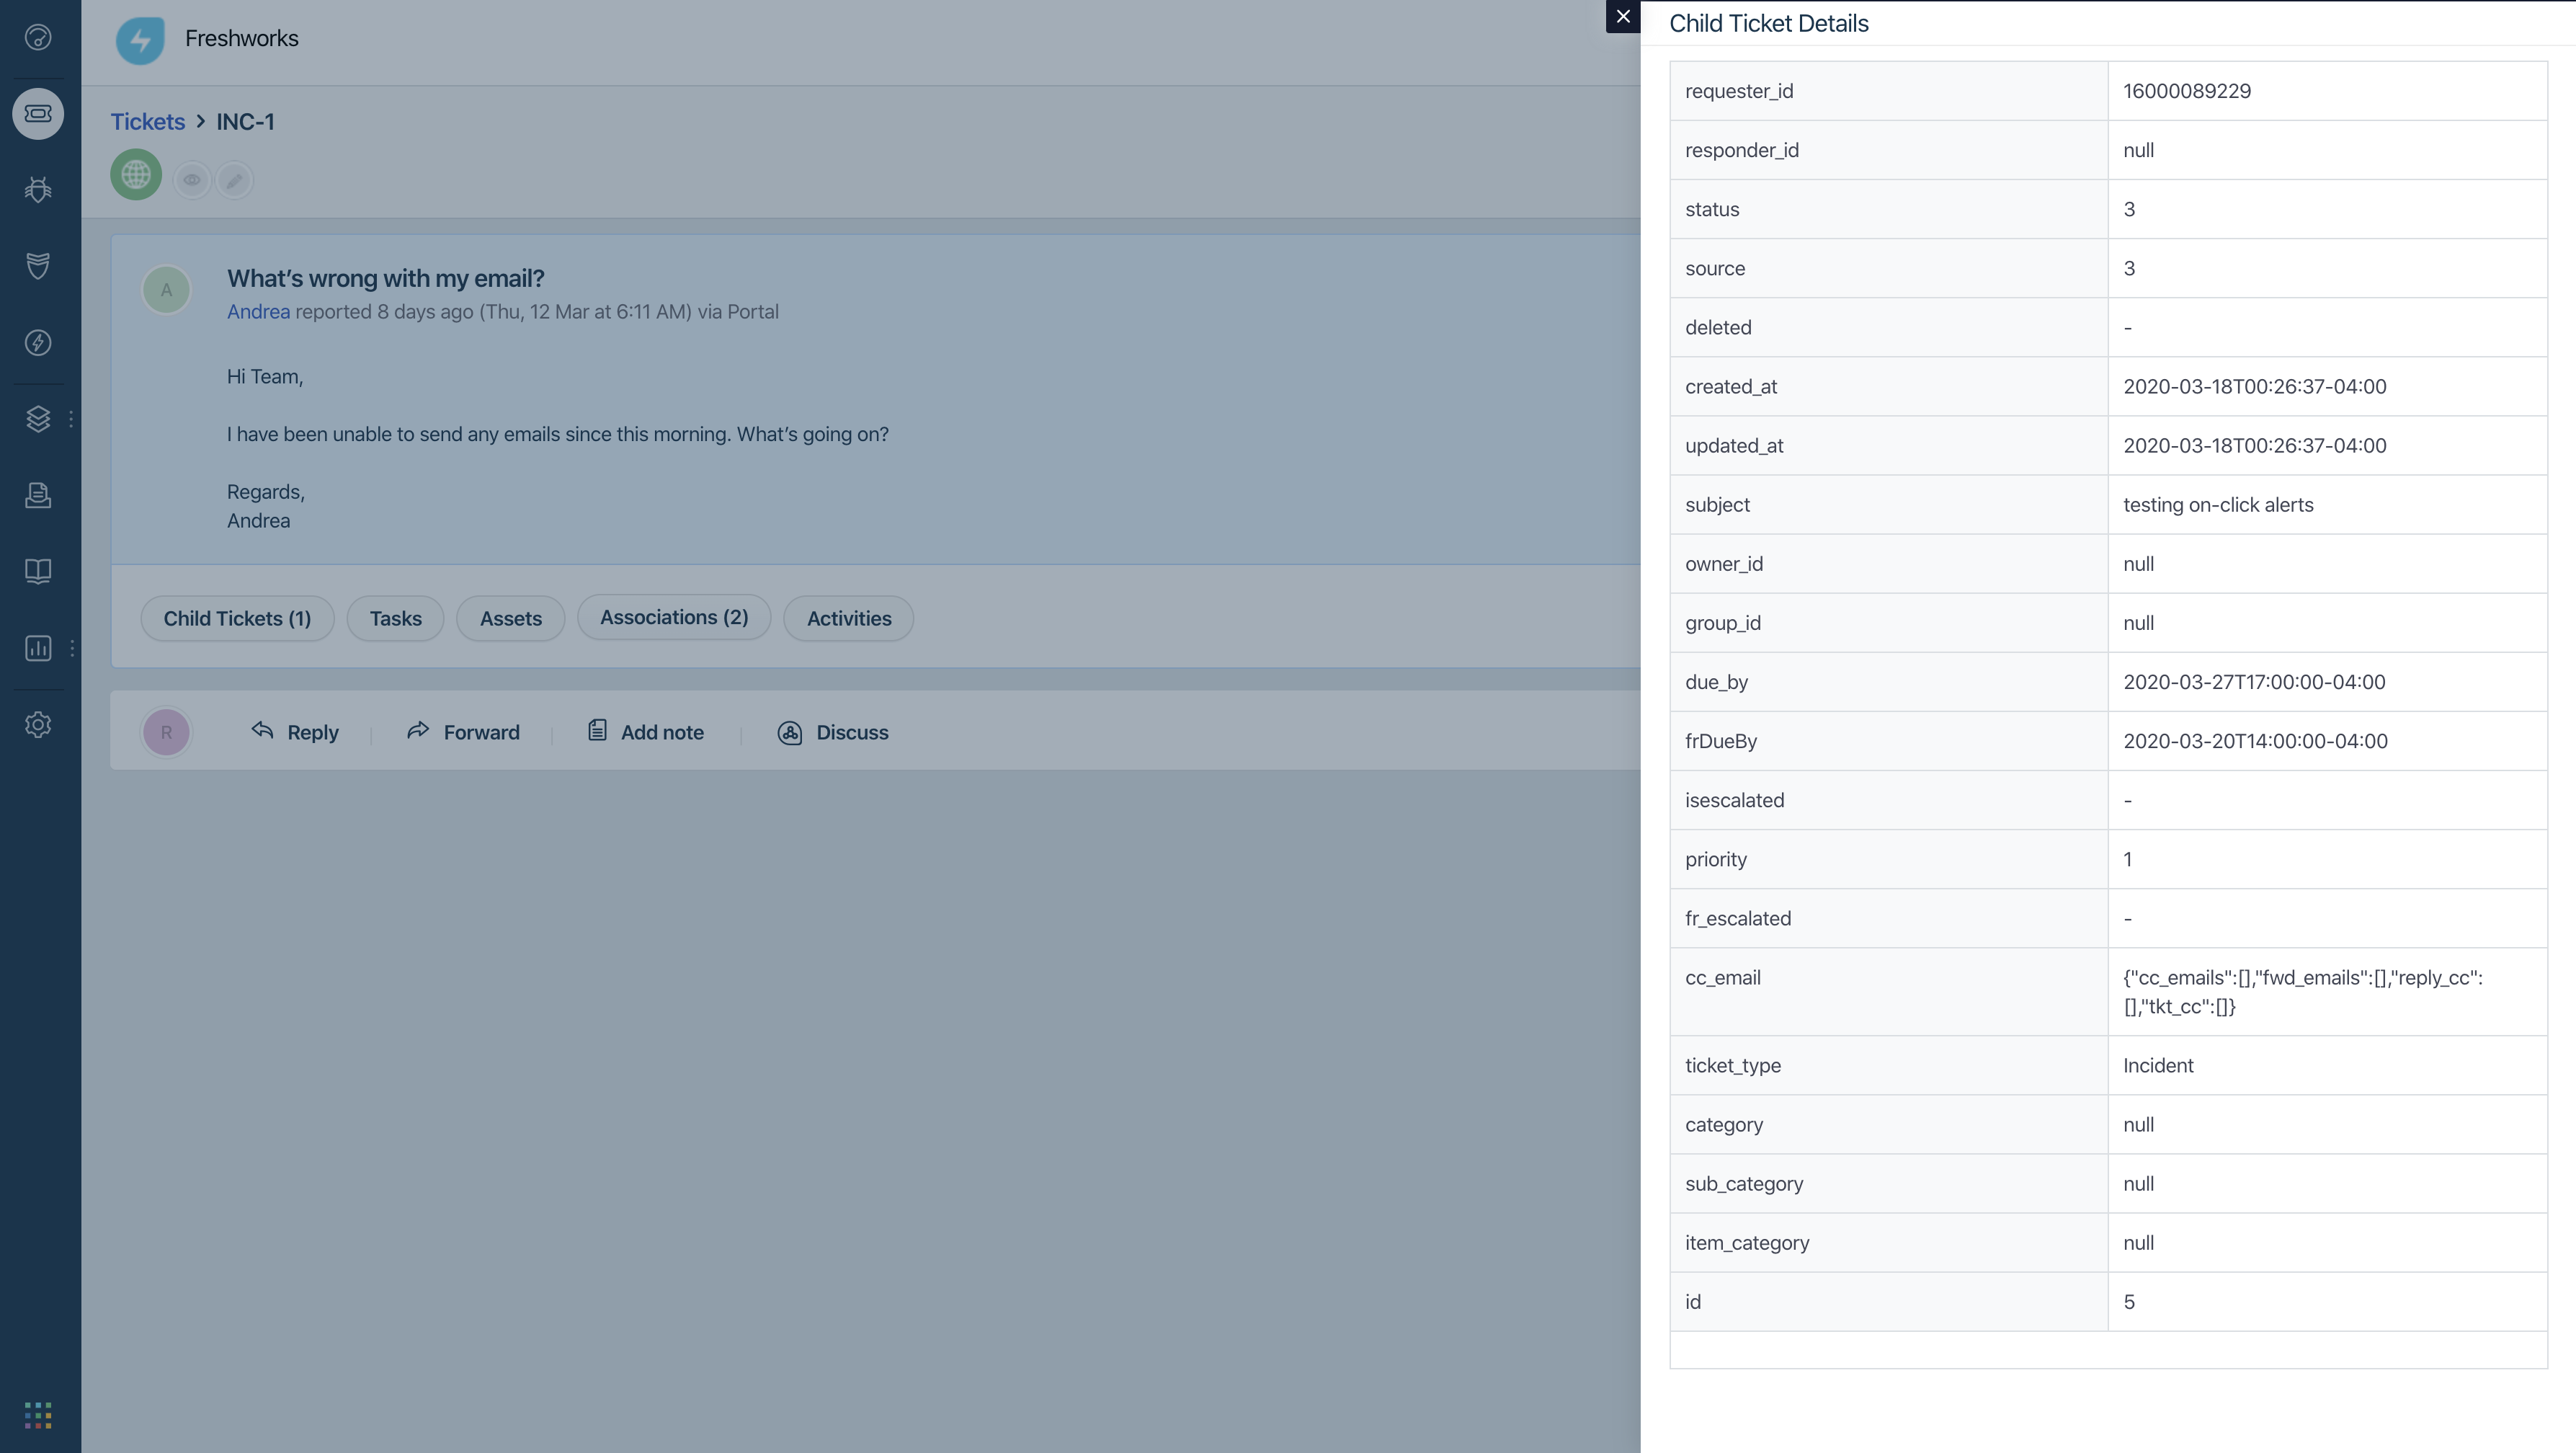 Freshworks
Tickets > INC-1
A
What’s wrong with my email?
Andrea reported 8 days ago (Thu, 12 Mar at 6:11 AM) via Portal
Hi Team,
I have been unable to send any emails since this morning. What’s going on?
Regards,
Andrea
Child Tickets (1) Tasks Assets Associations (2) Activities
R Reply Forward Add note Discuss
Child Ticket Details
requester_id 16000089229
responder_id null
status 3
source 3
deleted -
created_at 2020-03-18T00:26:37-04:00
updated_at 2020-03-18T00:26:37-04:00
subject testing on-click alerts
owner_id null
group_id null
due_by 2020-03-27T17:00:00-04:00
frDueBy 2020-03-20T14:00:00-04:00
isescalated -
priority 1
fr_escalated -
cc_email {"cc_emails":[],"fwd_emails":[],"reply_cc":
[],"tkt_cc":[]}
ticket_type Incident
category null
sub_category null
item_category null
id 5